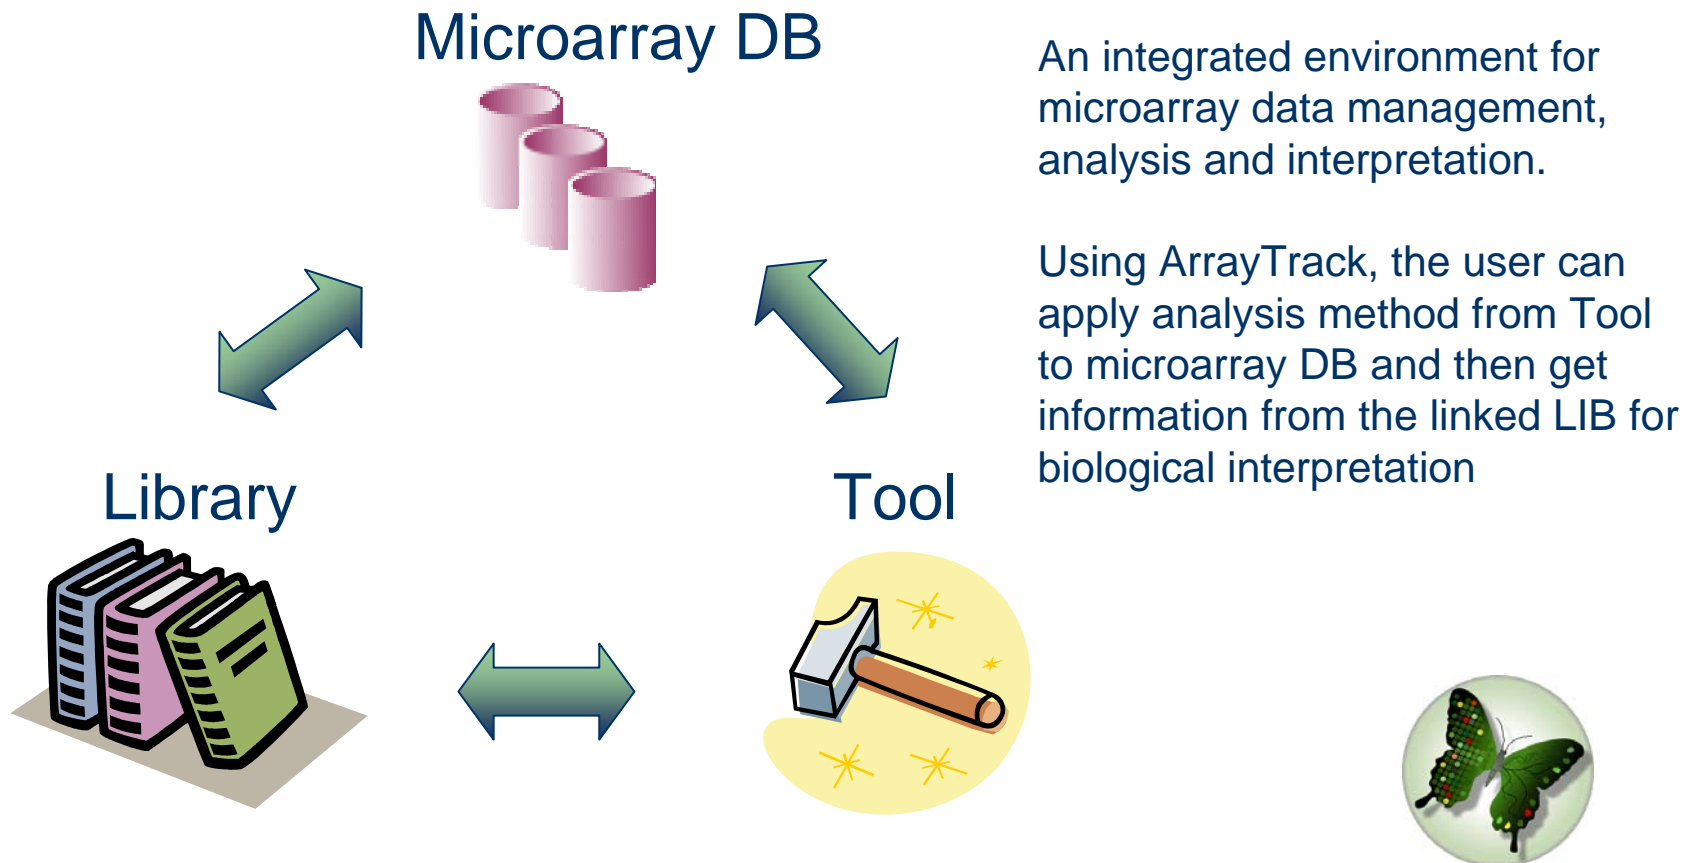 Microarray DB
An integrated environment for
microarray data management,
analysis and interpretation.
Using ArrayTrack, the user can
apply analysis method from Tool
to microarray DB and then get
information from the linked LIB for
biological interpretation
Library
Tool